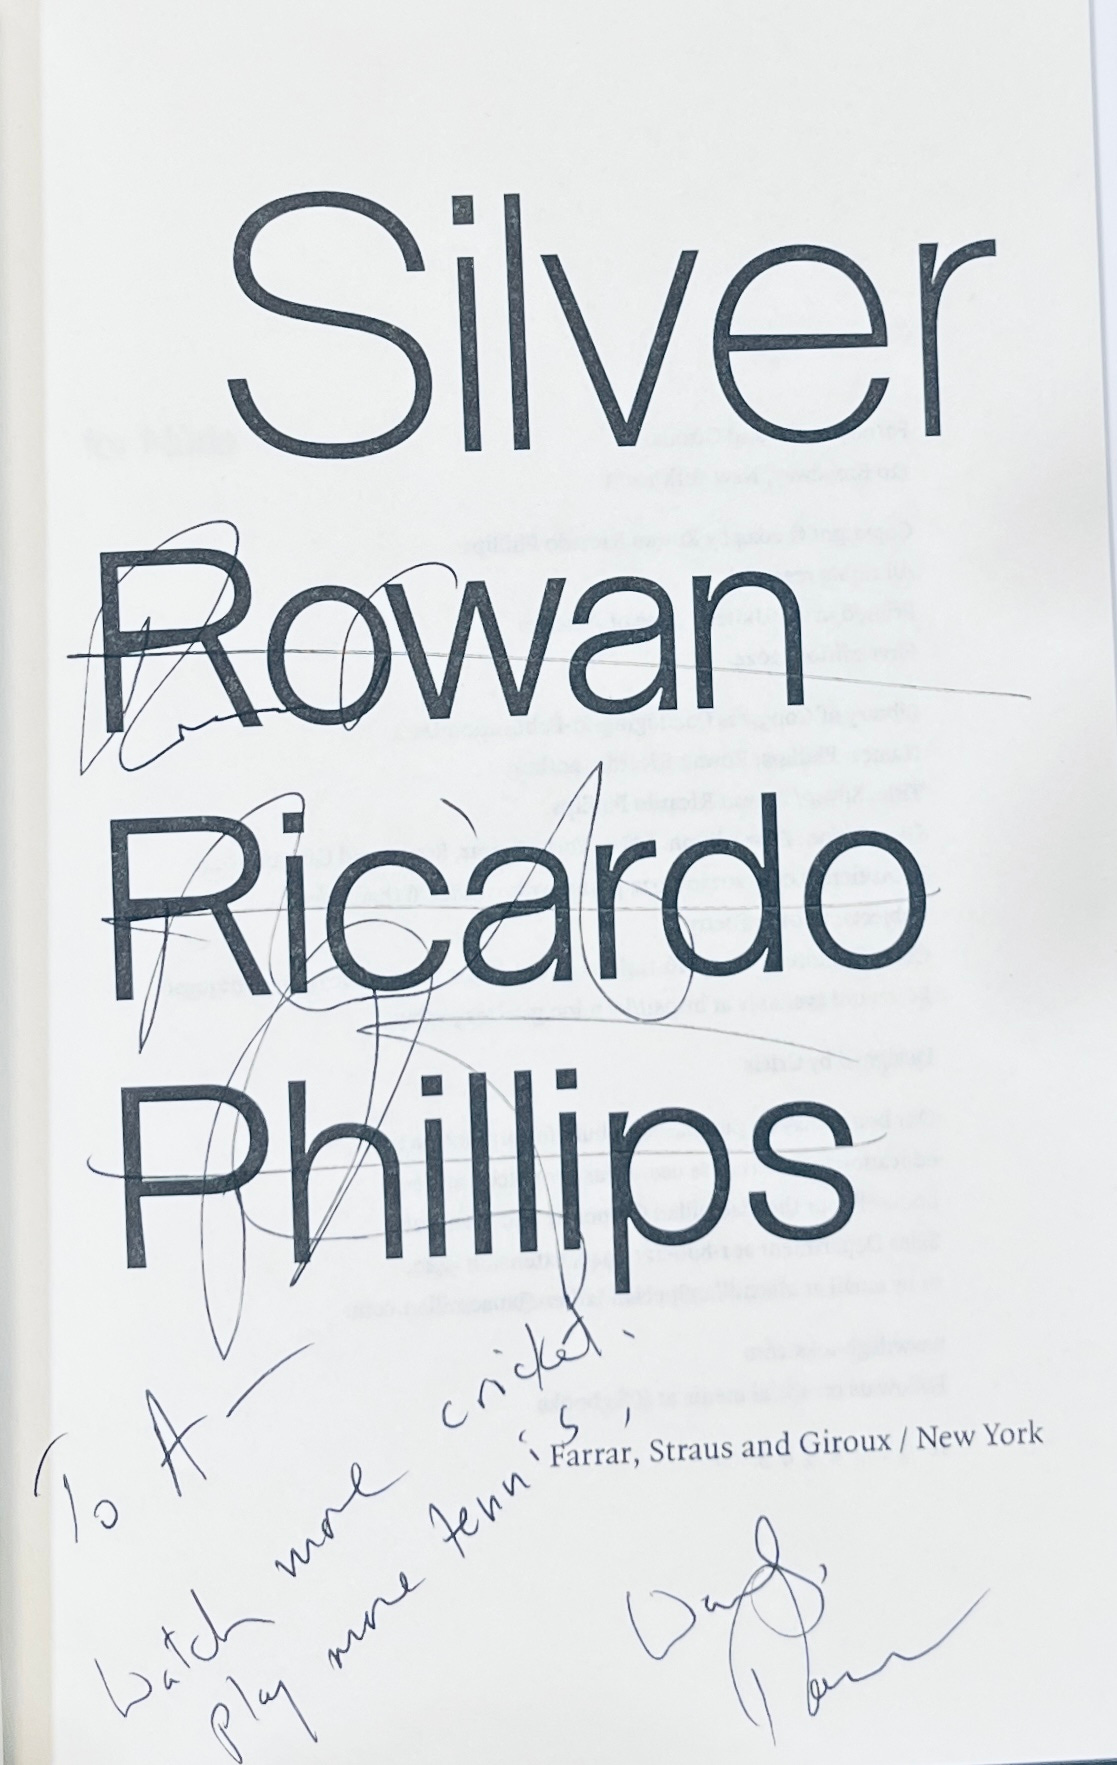 Silver
Rowan
Ricardo
Phillips
To A—
Watch more cricket.
Play more tennis.
Farrar, Straus and Giroux / New York